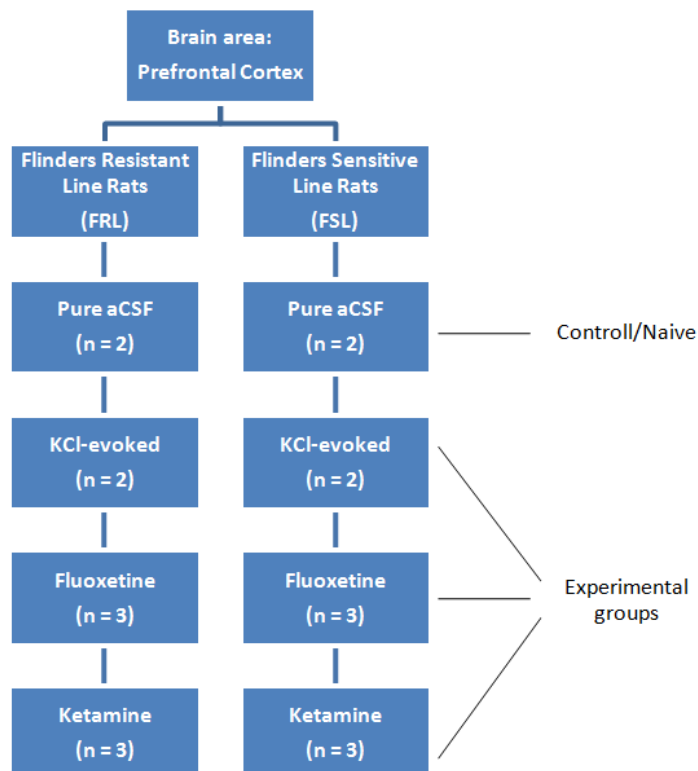 Brain area:
Prefrontal Cortex
Flinders Resistant
Line Rats
(FRL)
Flinders Sensitive
Line Rats
(FSL)
Pure aCSF
(n = 2)
Pure aCSF
(n = 2)
Controll/Naive
KCl-evoked
(n = 2)
KCl-evoked
(n = 2)
Fluoxetine
(n = 3)
Fluoxetine
(n = 3)
Experimental
groups
Ketamine
(n = 3)
Ketamine
(n = 3)